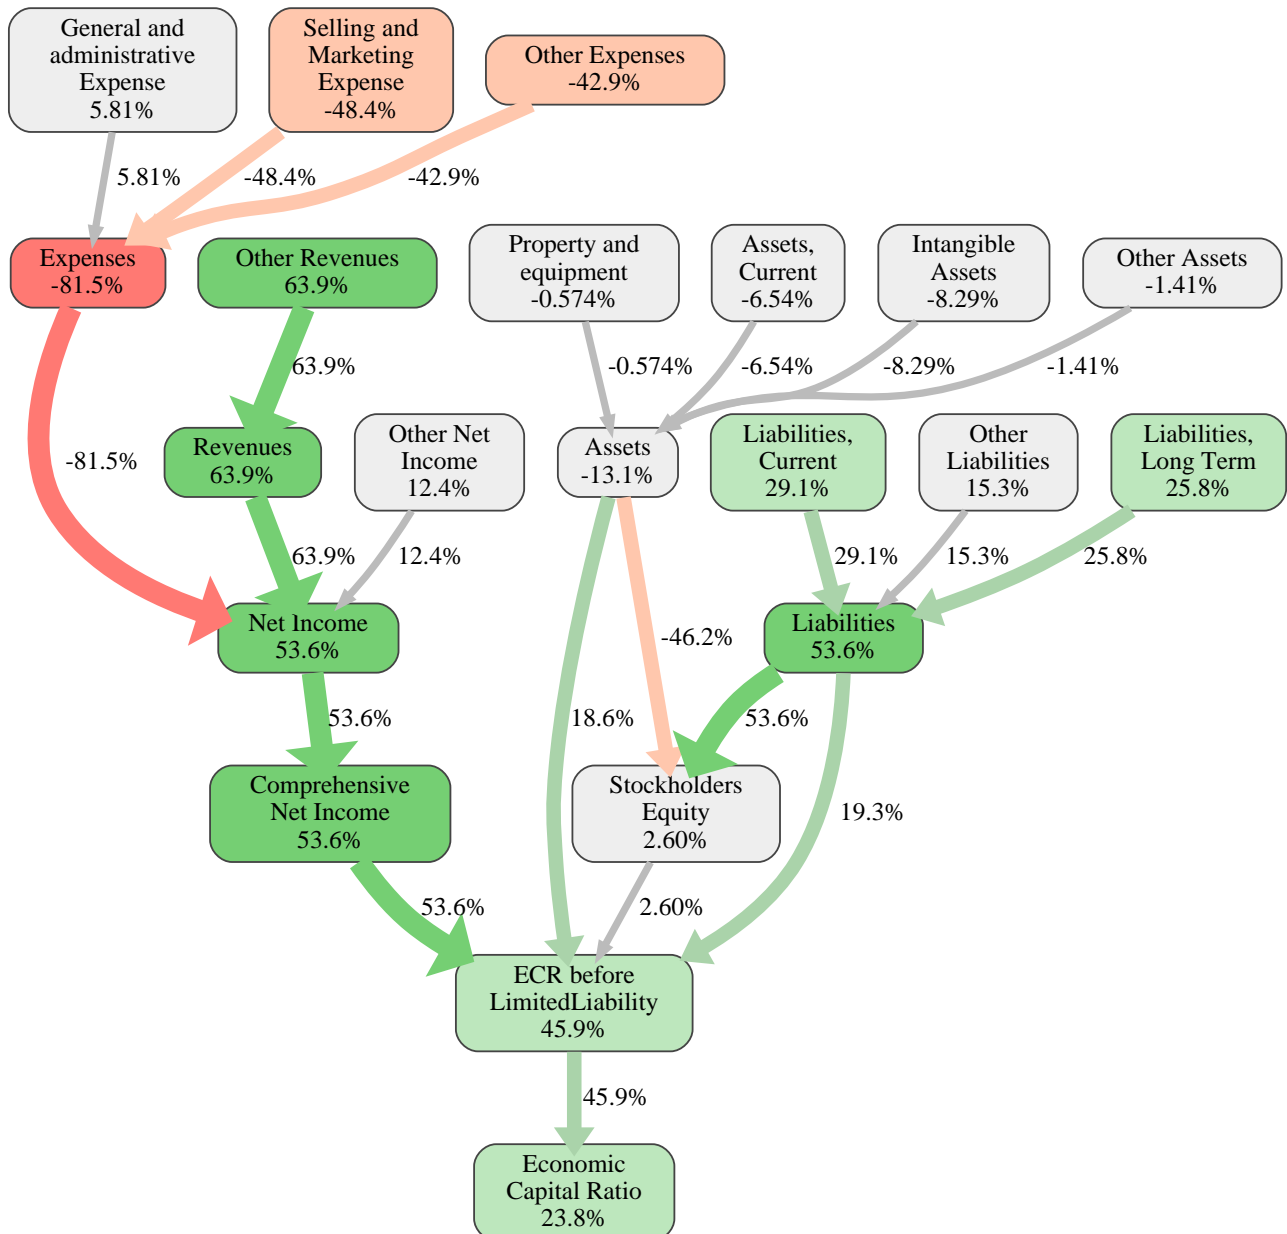 General and
administrative
Expense
5.81%
Selling and
Marketing
Expense
-48.4%
Other Expenses
-42.9%
5.81%
-48.4%
-42.9%
Expenses
-81.5%
Other Revenues
63.9%
Property and
equipment
-0.574%
Assets,
Current
-6.54%
Intangible
Assets
-8.29%
Other Assets
-1.41%
63.9%
-0.574%
-6.54%
-8.29%
-1.41%
-81.5%
Revenues
63.9%
Other Net
Income
12.4%
Assets
-13.1%
Liabilities,
Current
29.1%
Other
Liabilities
15.3%
Liabilities,
Long Term
25.8%
63.9%
12.4%
29.1%
15.3%
25.8%
Net Income
53.6%
-46.2%
Liabilities
53.6%
53.6%
18.6%
53.6%
Comprehensive
Net Income
53.6%
Stockholders
Equity
2.60%
19.3%
53.6%
2.60%
ECR before
LimitedLiability
45.9%
45.9%
Economic
Capital Ratio
23.8%